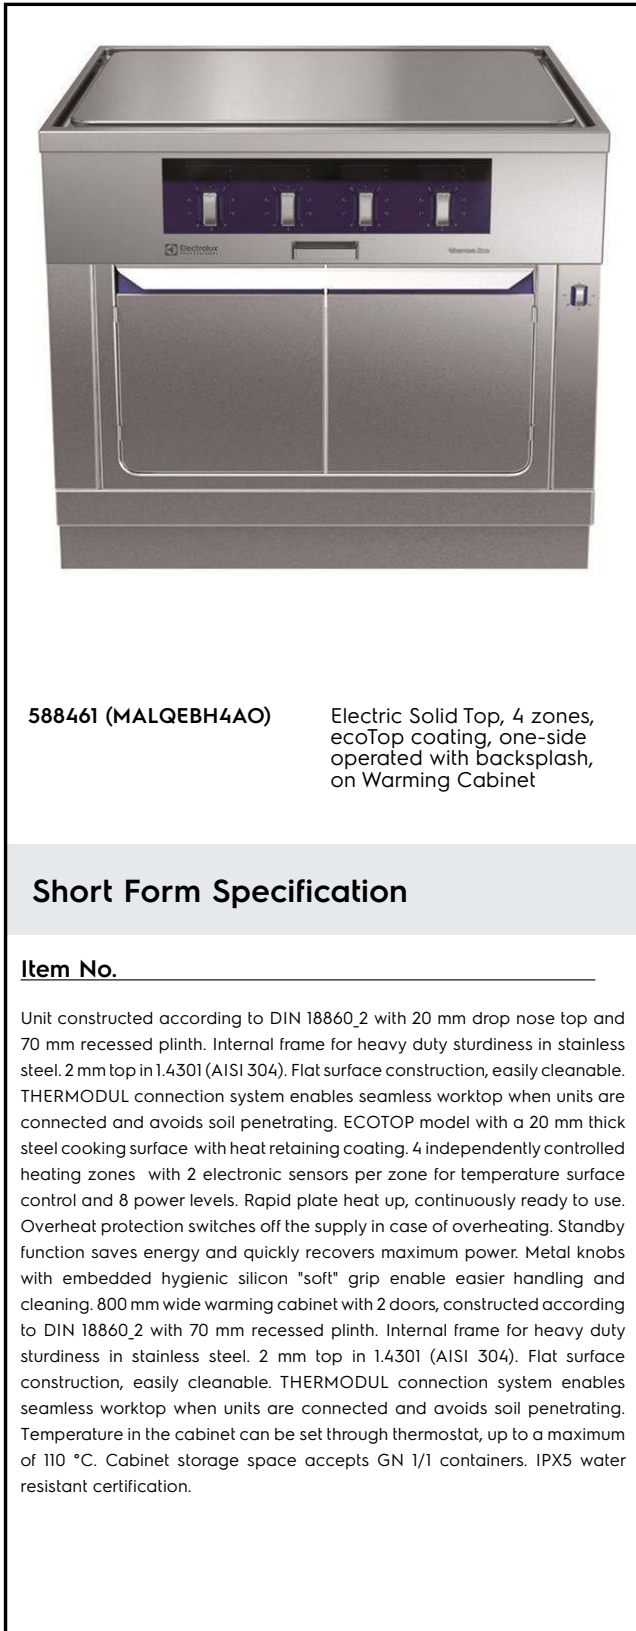 Electrolux
PROFESSIONAL
thermaline
588461 (MALQEBH4AO)
Electric Solid Top, 4 zones,
ecoTop coating, one-side
operated with backsplash,
on Warming Cabinet
Short Form Specification
Item No.
Unit constructed according to DIN 18860_2 with 20 mm drop nose top and
70 mm recessed plinth. Internal frame for heavy duty sturdiness in stainless
steel. 2 mm top in 1.4301 (AISI 304). Flat surface construction, easily cleanable.
THERMODUL connection system enables seamless worktop when units are
connected and avoids soil penetrating. ECOTOP model with a 20 mm thick
steel cooking surface with heat retaining coating. 4 independently controlled
heating zones with 2 electronic sensors per zone for temperature surface
control and 8 power levels. Rapid plate heat up, continuously ready to use.
Overheat protection switches off the supply in case of overheating. Standby
function saves energy and quickly recovers maximum power. Metal knobs
with embedded hygienic silicon "soft" grip enable easier handling and
cleaning. 800 mm wide warming cabinet with 2 doors, constructed according
to DIN 18860_2 with 70 mm recessed plinth. Internal frame for heavy duty
sturdiness in stainless steel. 2 mm top in 1.4301 (AISI 304). Flat surface
construction, easily cleanable. THERMODUL connection system enables
seamless worktop when units are connected and avoids soil penetrating.
Temperature in the cabinet can be set through thermostat, up to a maximum
of 110 °C. Cabinet storage space accepts GN 1/1 containers. IPX5 water
resistant certification.